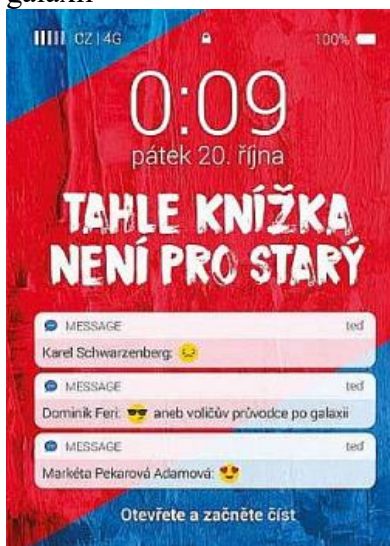 galaxii
CZ | 4G 100%
0:09
pátek 20. října
TAHLE KNÍŽKA
NENÍ PRO STARÝ
MESSAGE teď
Karel Schwarzenberg: 😞
MESSAGE teď
Dominik Feri: 😎 aneb voličův průvodce po galaxii
MESSAGE teď
Markéta Pekarová Adamová: 😍
Otevřete a začněte číst